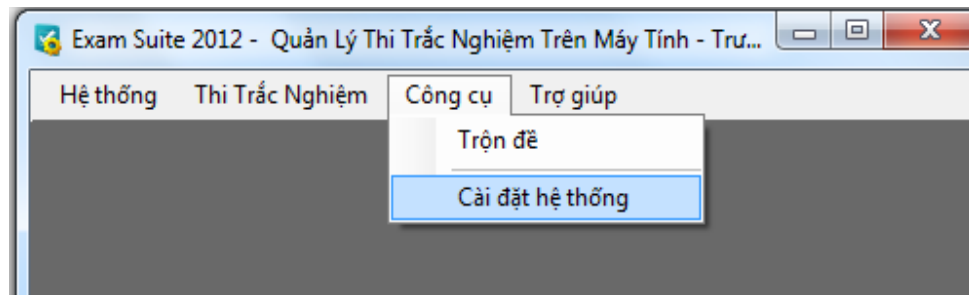 Exam Suite 2012 - Quản Lý Thi Trắc Nghiệm Trên Máy Tính - Trư...
Hệ thống Thi Trắc Nghiệm Công cụ Trợ giúp
Trộn đề
Cài đặt hệ thống